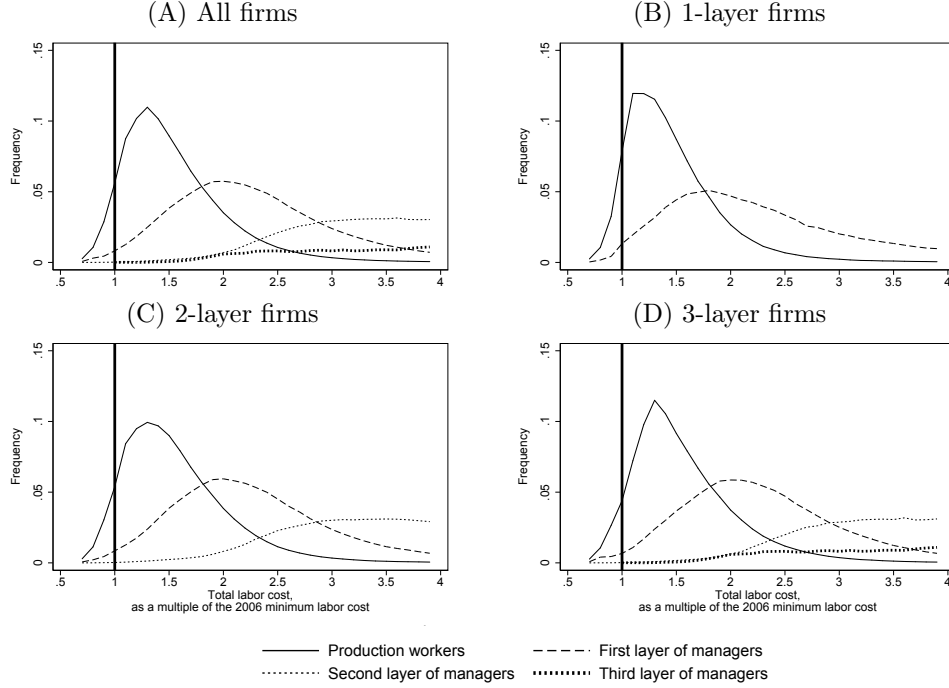 (A) All firms
(B) 1-layer firms
Frequency
0 .05 .1 .15
.5 1 1.5 2 2.5 3 3.5 4
Frequency
0 .05 .1 .15
.5 1 1.5 2 2.5 3 3.5 4
(C) 2-layer firms
(D) 3-layer firms
Frequency
0 .05 .1 .15
.5 1 1.5 2 2.5 3 3.5 4
Total labor cost,
as a multiple of the 2006 minimum labor cost
Frequency
0 .05 .1 .15
.5 1 1.5 2 2.5 3 3.5 4
Total labor cost,
as a multiple of the 2006 minimum labor cost
Production workers
First layer of managers
Second layer of managers
Third layer of managers